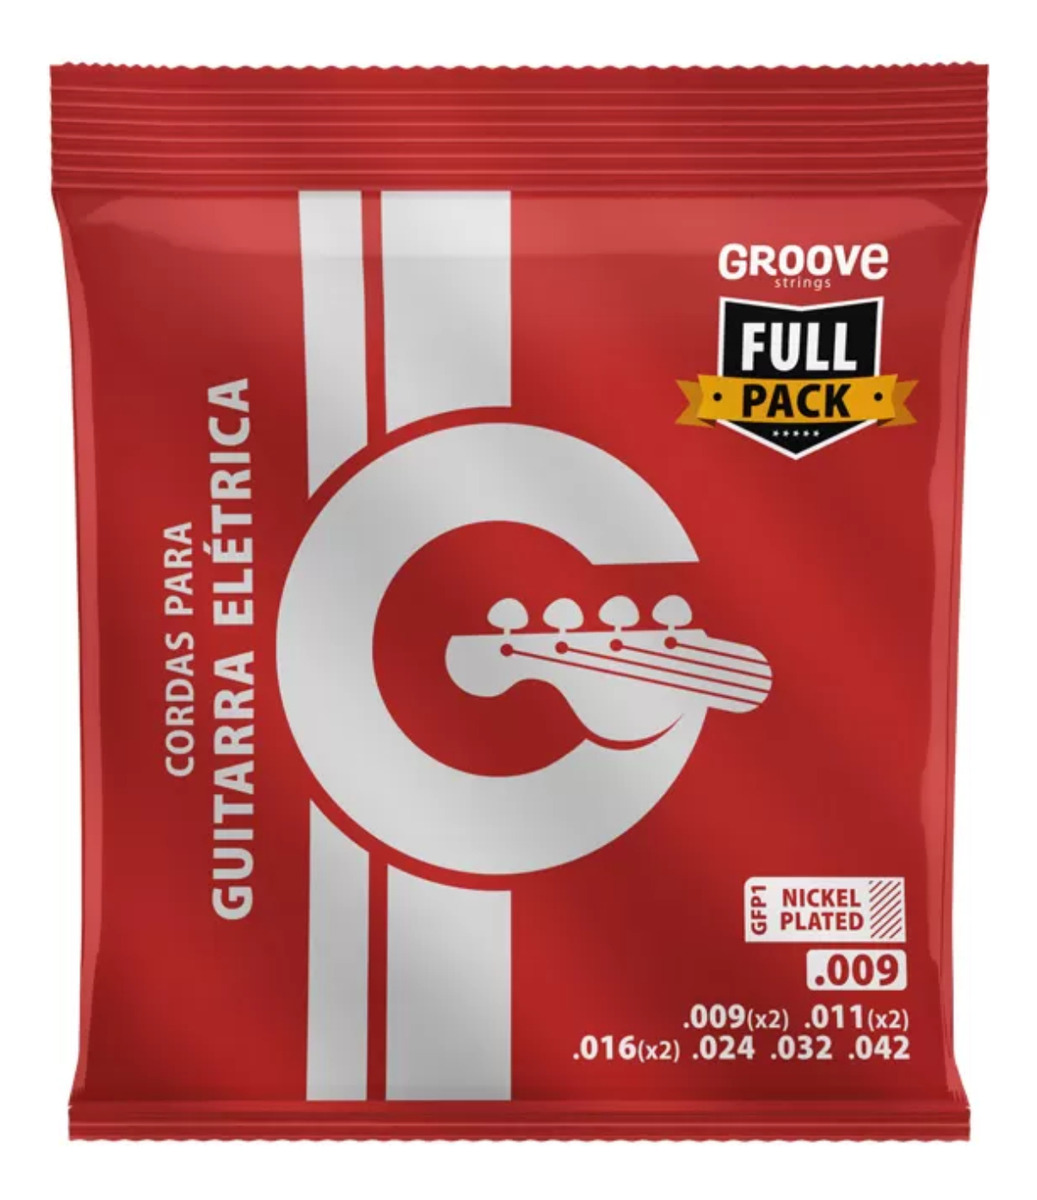 GROOVE
strings
FULL
PACK
CORDAS PARA
GUITARRA ELÉTRICA
GFP1
NICKEL
PLATED
.009
.009(x2) .011(x2)
.016(x2) .024 .032 .042